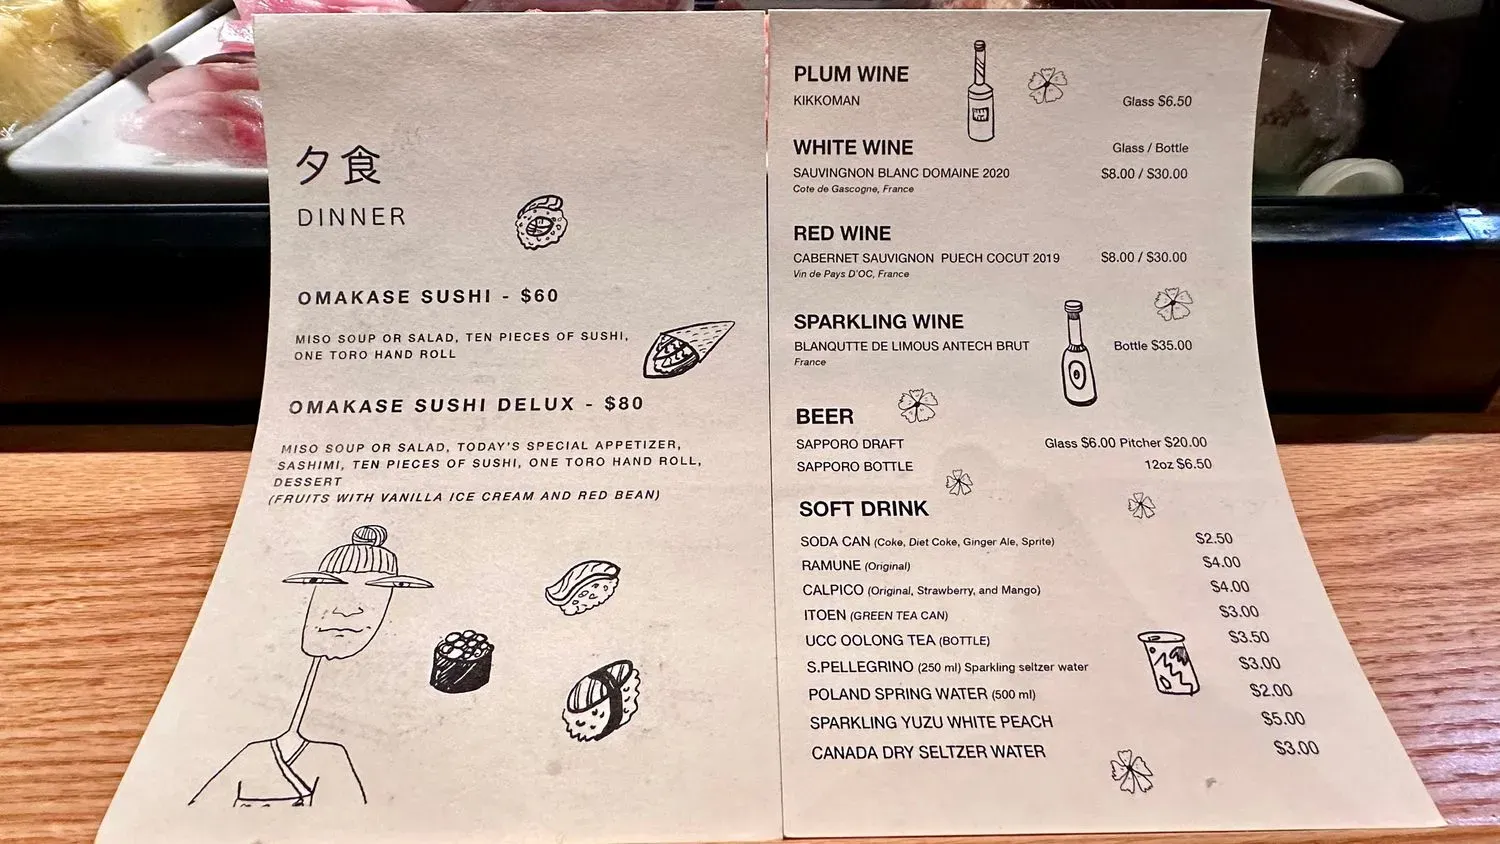 夕食
DINNER
OMAKASE SUSHI - $60
MISO SOUP OR SALAD, TEN PIECES OF SUSHI,
ONE TORO HAND ROLL
OMAKASE SUSHI DELUX - $80
MISO SOUP OR SALAD, TODAY'S SPECIAL APPETIZER,
SASHIMI, TEN PIECES OF SUSHI, ONE TORO HAND ROLL,
DESSERT
(FRUITS WITH VANILLA ICE CREAM AND RED BEAN)
PLUM WINE
KIKKOMAN Glass $6.50
WHITE WINE Glass / Bottle
SAUVINGNON BLANC DOMAINE 2020 $8.00 / $30.00
Cote de Gascogne, France
RED WINE
CABERNET SAUVIGNON PUECH COCUT 2019 $8.00 / $30.00
Vin de Pays D'OC, France
SPARKLING WINE
BLANQUTTE DE LIMOUS ANTECH BRUT Bottle $35.00
France
BEER
SAPPORO DRAFT Glass $6.00 Pitcher $20.00
SAPPORO BOTTLE 12oz $6.50
SOFT DRINK
SODA CAN (Coke, Diet Coke, Ginger Ale, Sprite) $2.50
RAMUNE (Original) $4.00
CALPICO (Original, Strawberry, and Mango) $4.00
ITOEN (GREEN TEA CAN) $3.00
UCC OOLONG TEA (BOTTLE) $3.50
S.PELLEGRINO (250 ml) Sparkling seltzer water $3.00
POLAND SPRING WATER (500 ml) $2.00
SPARKLING YUZU WHITE PEACH $5.00
CANADA DRY SELTZER WATER $3.00